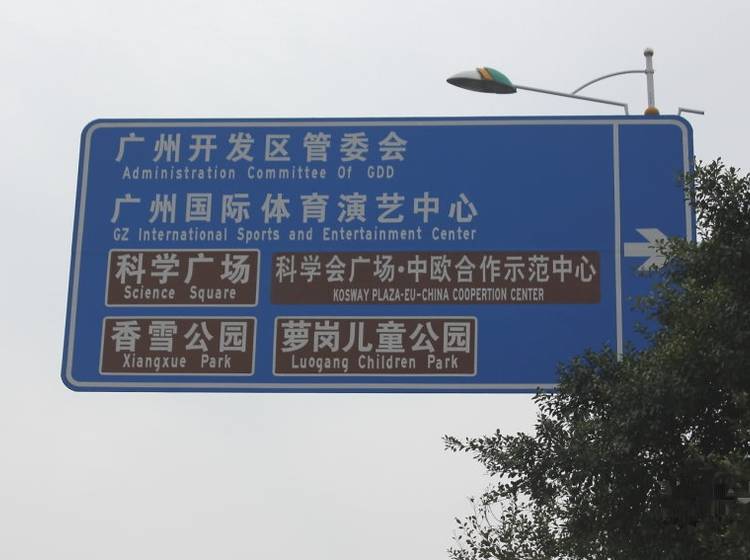 广州开发区管委会
Administration Committee Of GDD
广州国际体育演艺中心
GZ International Sports and Entertainment Center
科学广场
Science Square
科学会广场·中欧合作示范中心
KOSWAY PLAZA-EU-CHINA COOPERTION CENTER
香雪公园
Xiangxue Park
萝岗儿童公园
Luogang Children Park